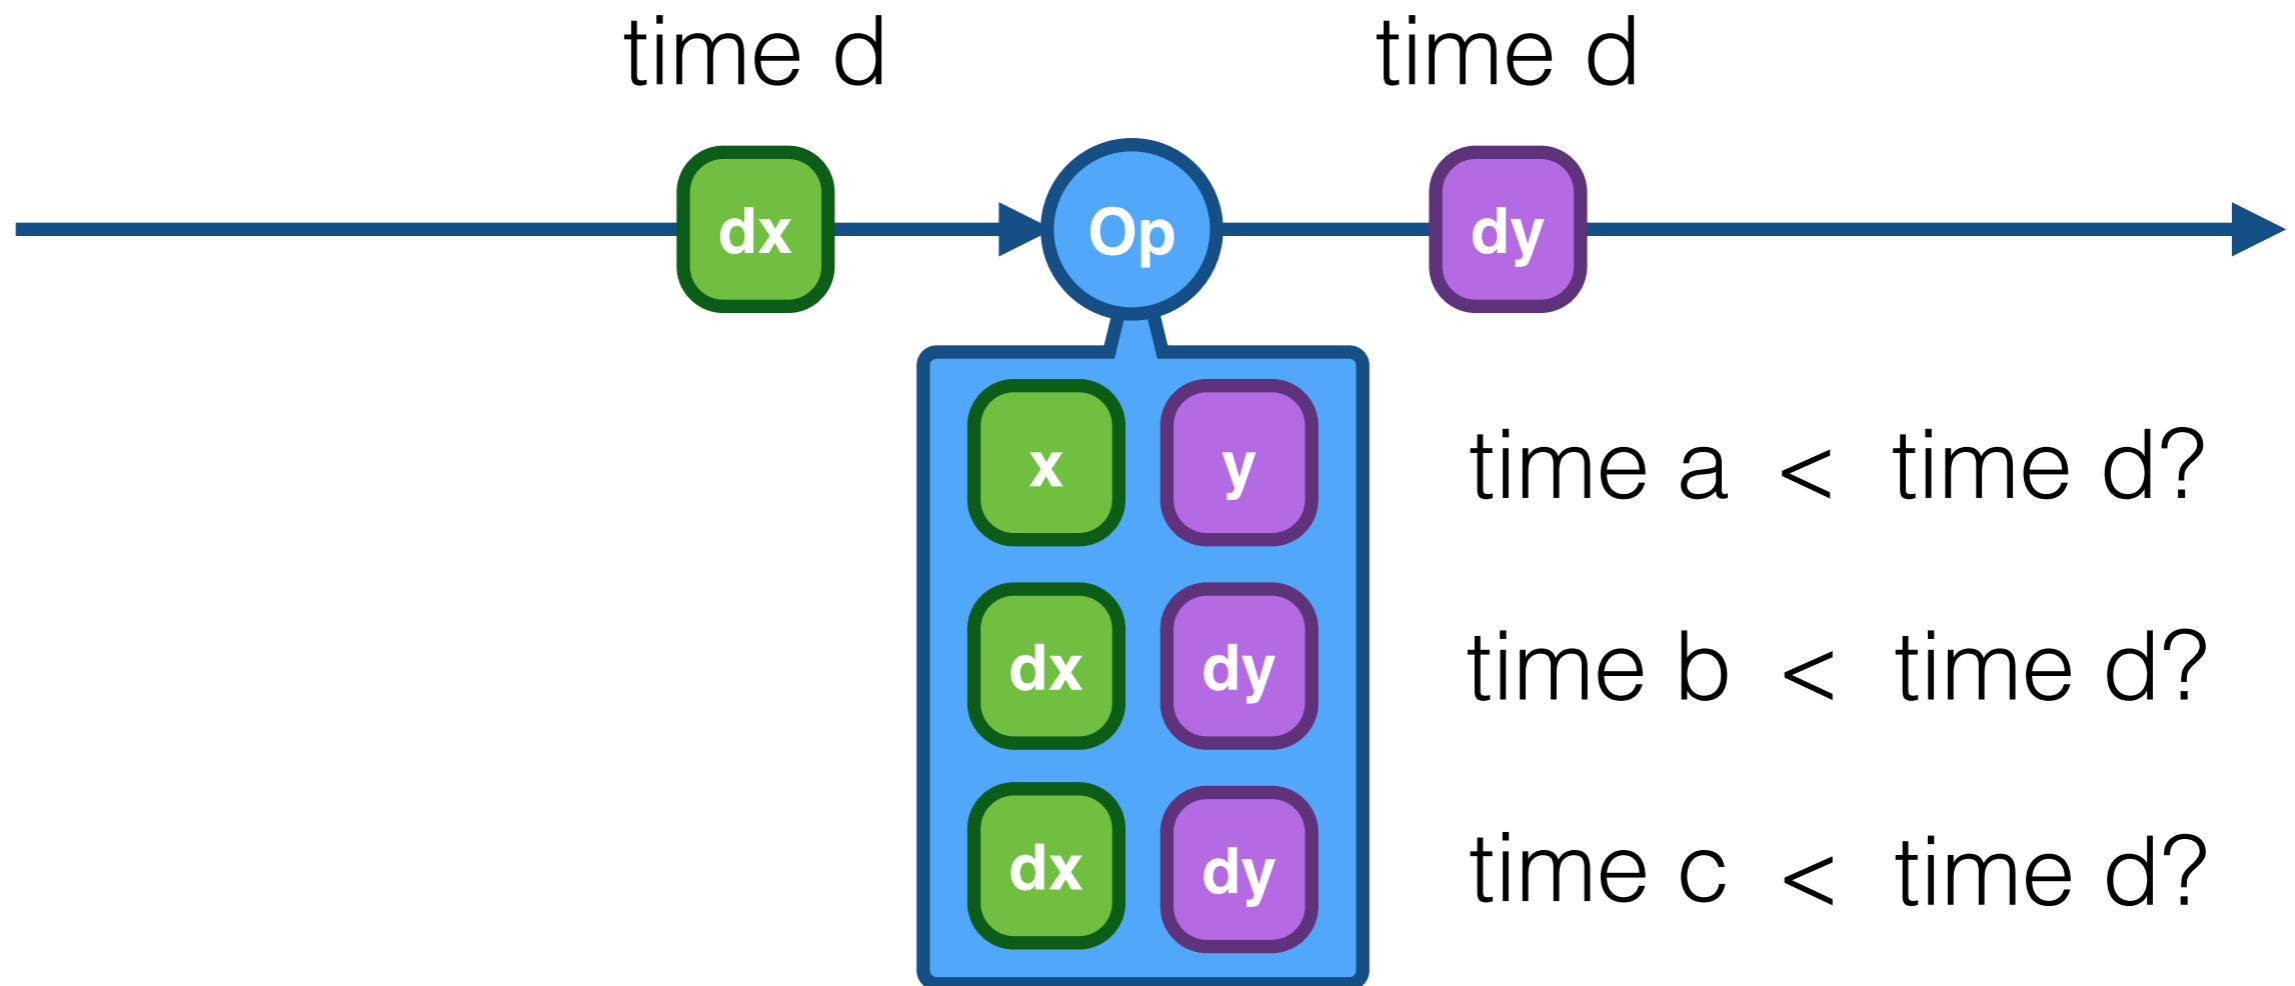 time d time d
dx Op dy
x y time a < time d?
dx dy time b < time d?
dx dy time c < time d?